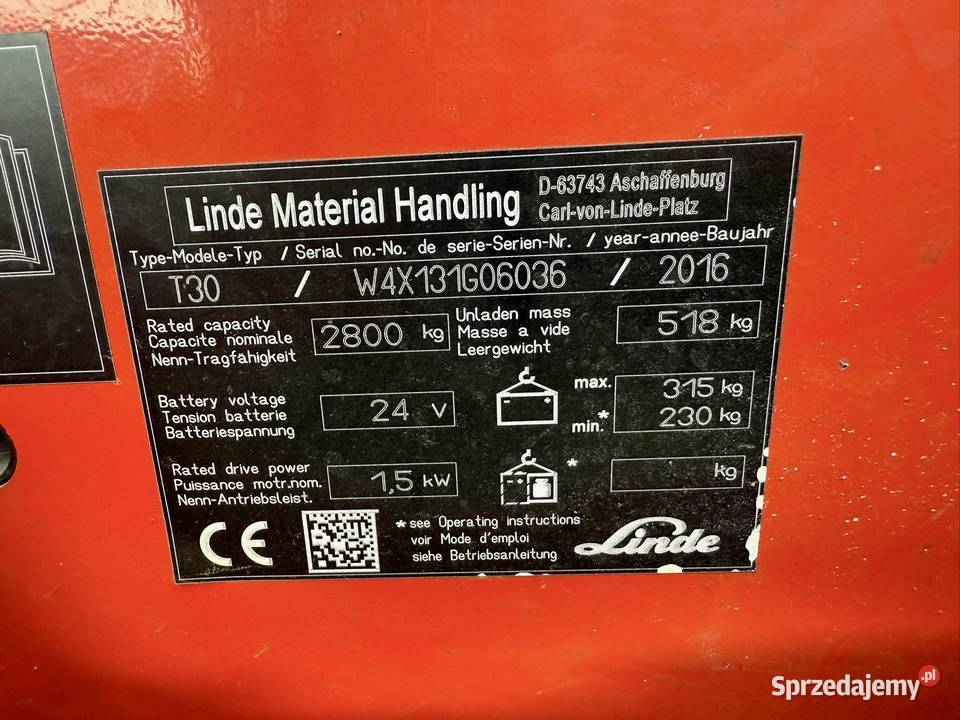 Linde Material Handling
D-63743 Aschaffenburg
Carl-von-Linde-Platz
Type-Modele-Typ / Serial no.-No. de serie-Serien-Nr. / year-annee-Baujahr
T30 / W4X131G06036 / 2016
Rated capacity
Capacite nominale
Nenn-Tragfähigkeit
2800 kg
Unladen mass
Masse a vide
Leergewicht
518 kg
Battery voltage
Tension batterie
Batteriespannung
24 V
max. 315 kg
min.* 230 kg
Rated drive power
Puissance motr.nom.
Nenn-Antriebsleist.
1,5 kW
* kg
CE
*see Operating instructions
voir Mode d'emploi
siehe Betriebsanleitung
Linde
Sprzedajemy.pl